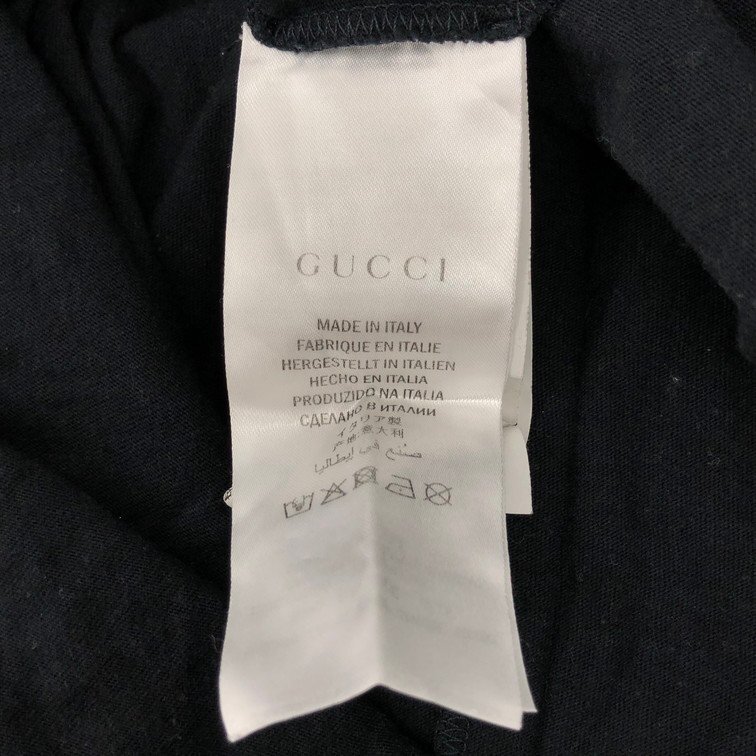 GUCCI
MADE IN ITALY
FABRIQUE EN ITALIE
HERGESTELLT IN ITALIEN
HECHO EN ITALIA
PRODUZIDO NA ITALIA
СДЕЛАНО В ИТАЛИИ
イタリア製
产地:意大利
صنع في إيطاليا